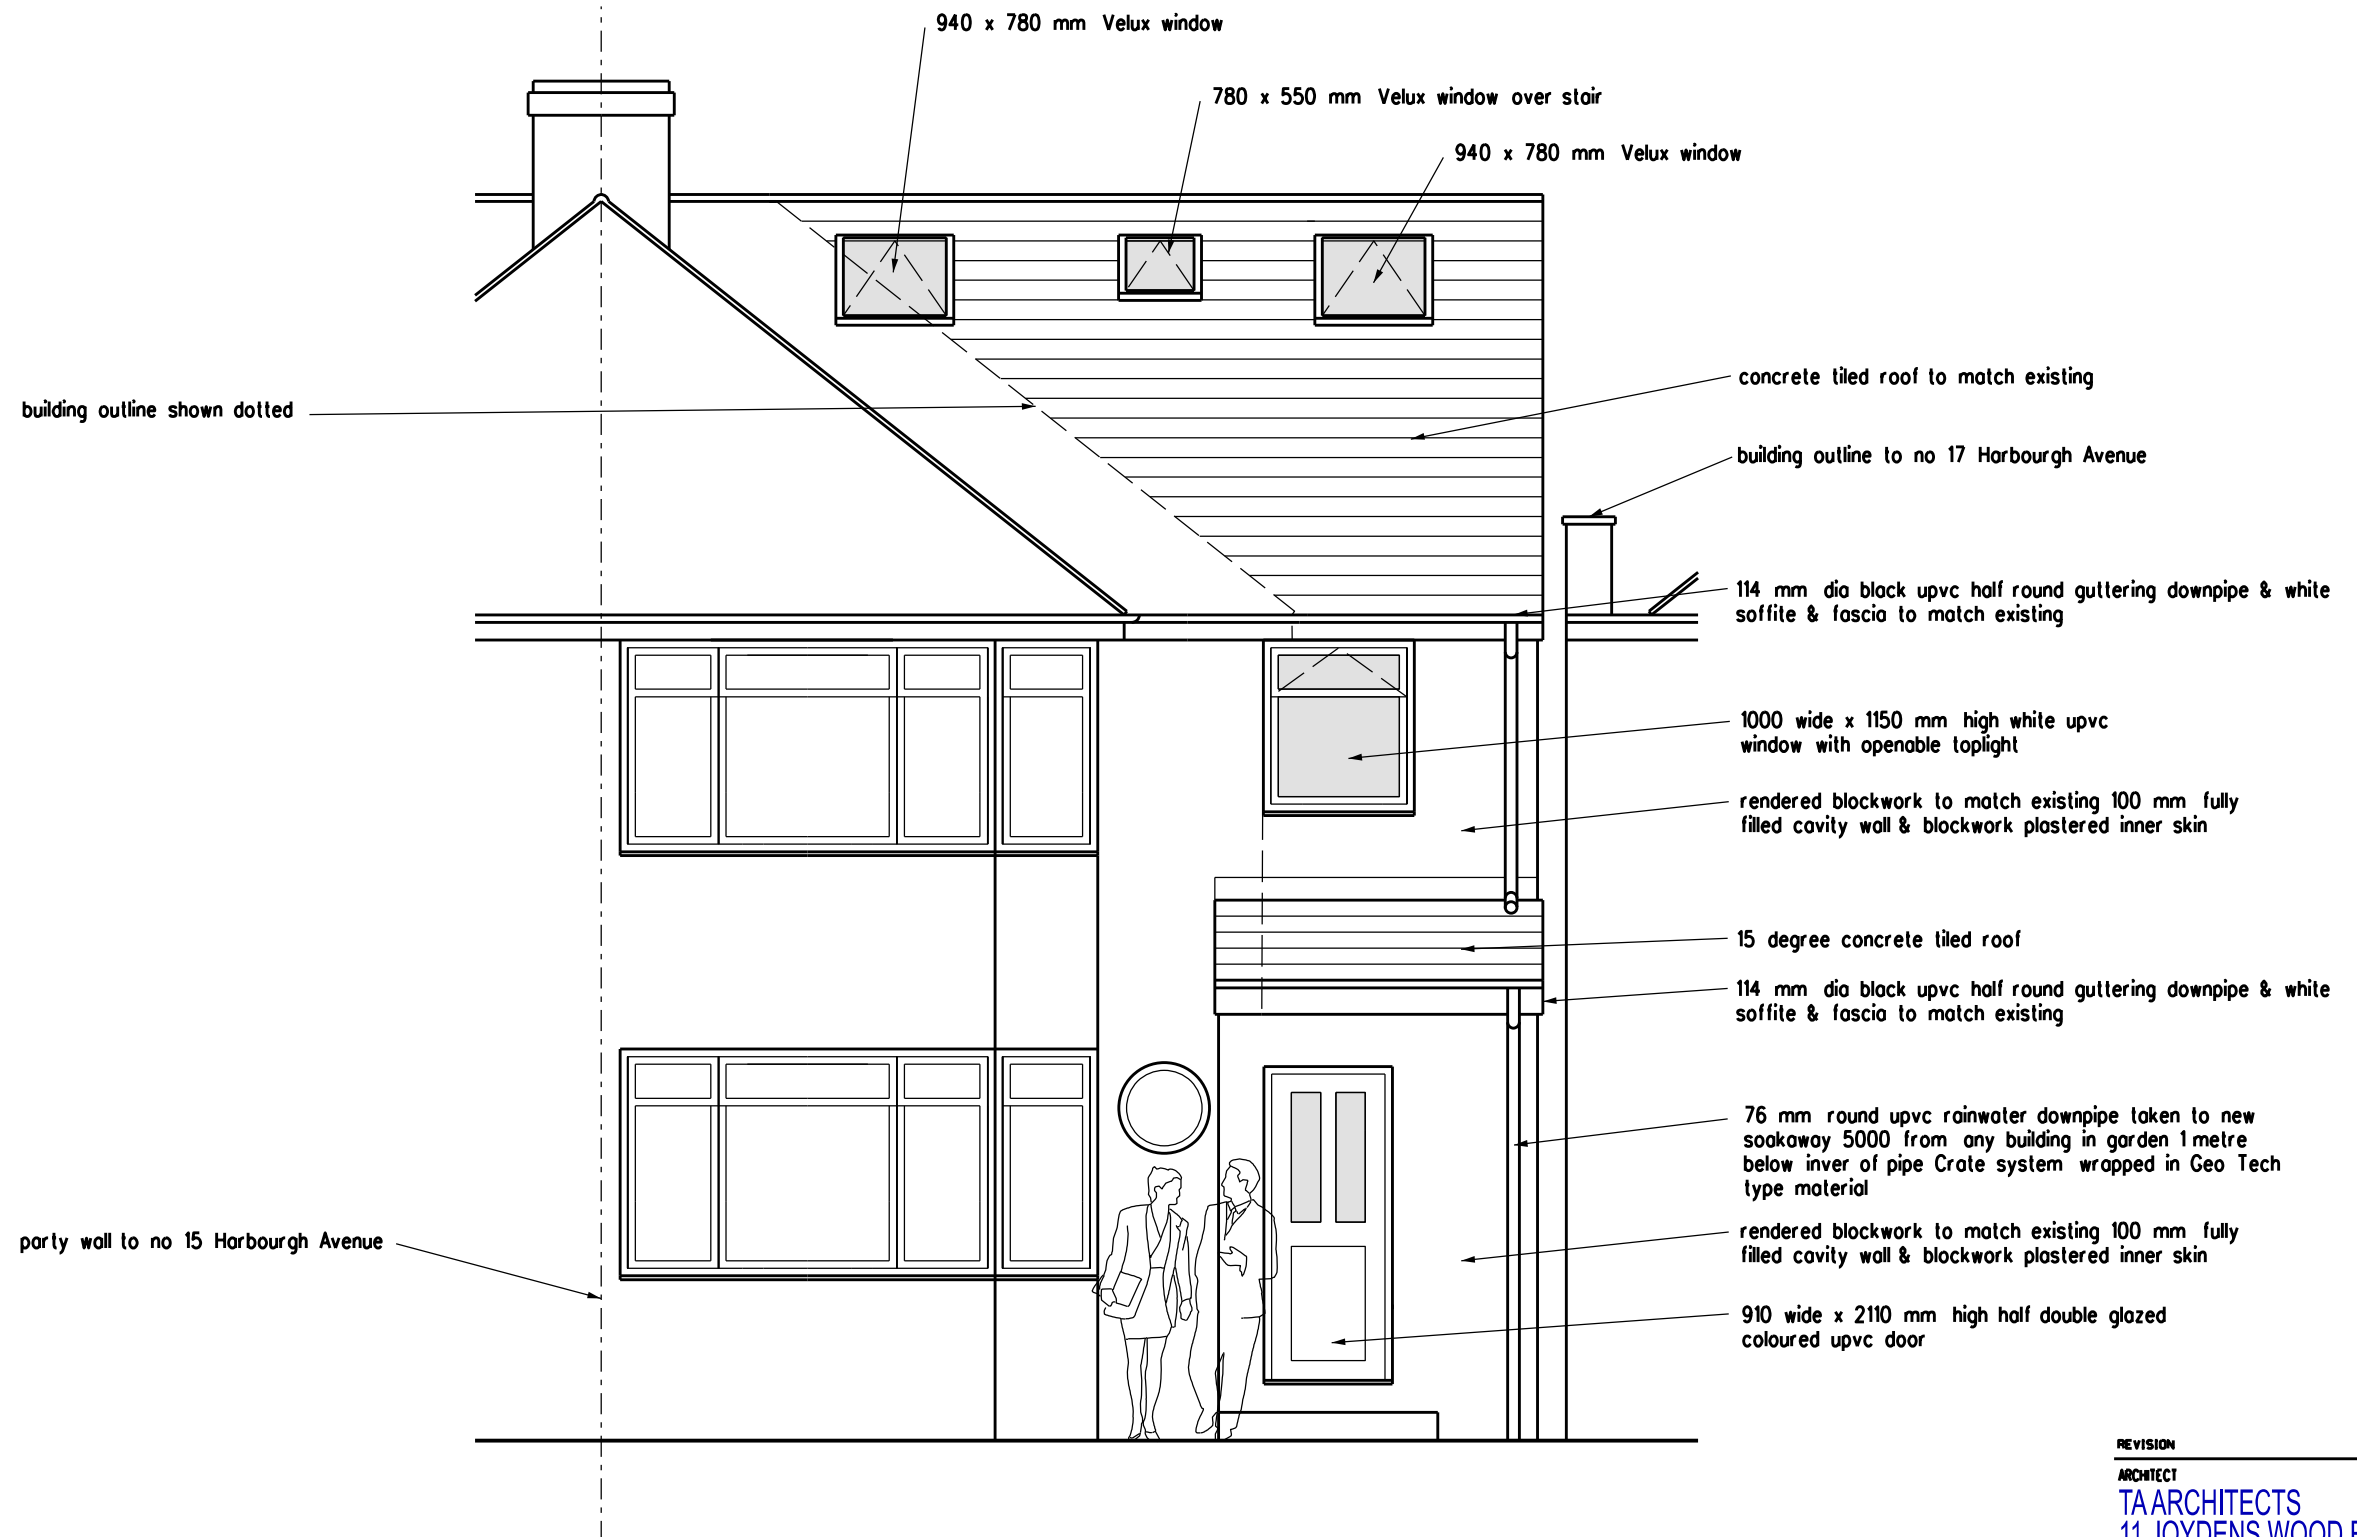 940 x 780 mm Velux window
780 x 550 mm Velux window over stair
940 x 780 mm Velux window
concrete tiled roof to match existing
building outline shown dotted
building outline to no 17 Harbourgh Avenue
114 mm dia black upvc half round guttering downpipe & white
soffite & fascia to match existing
1000 wide x 1150 mm high white upvc
window with openable toplight
rendered blockwork to match existing 100 mm fully
filled cavity wall & blockwork plastered inner skin
15 degree concrete tiled roof
114 mm dia black upvc half round guttering downpipe & white
soffite & fascia to match existing
76 mm round upvc rainwater downpipe taken to new
soakaway 5000 from any building in garden 1 metre
below inver of pipe Crate system wrapped in Geo Tech
type material
party wall to no 15 Harbourgh Avenue
rendered blockwork to match existing 100 mm fully
filled cavity wall & blockwork plastered inner skin
910 wide x 2110 mm high half double glazed
coloured upvc door
REVISION
ARCHITECT
TA ARCHITECTS
11 JOYDENS WOOD